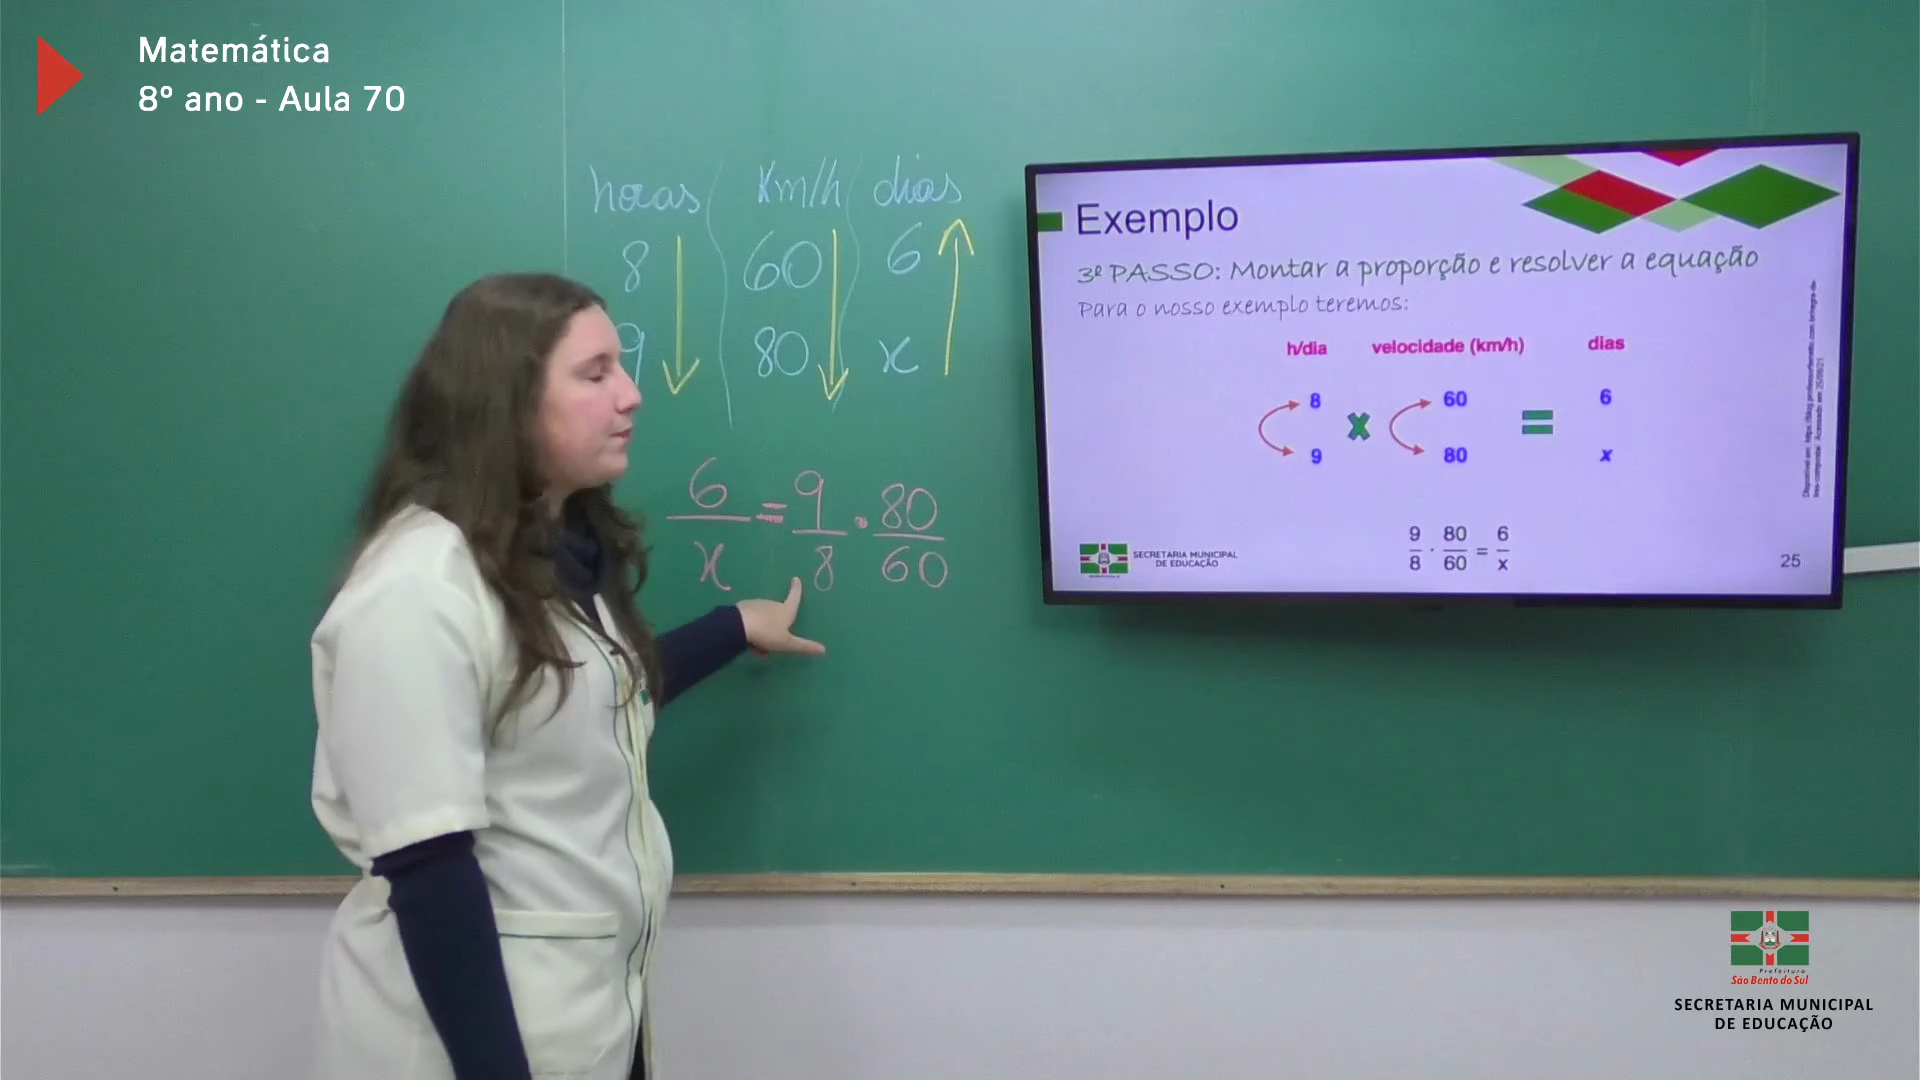 Matemática
8º ano - Aula 70
horas Km/h dias
8 60 6
9 80 x
6/x = 9/8 . 80/60
Exemplo
3º PASSO: Montar a proporção e resolver a equação
Para o nosso exemplo teremos:
h/dia velocidade (km/h) dias
8 60 6
x =
9 80 x
9/8 . 80/60 = 6/x
SECRETARIA MUNICIPAL
DE EDUCAÇÃO
25
Prefeitura
São Bento do Sul
SECRETARIA MUNICIPAL
DE EDUCAÇÃO